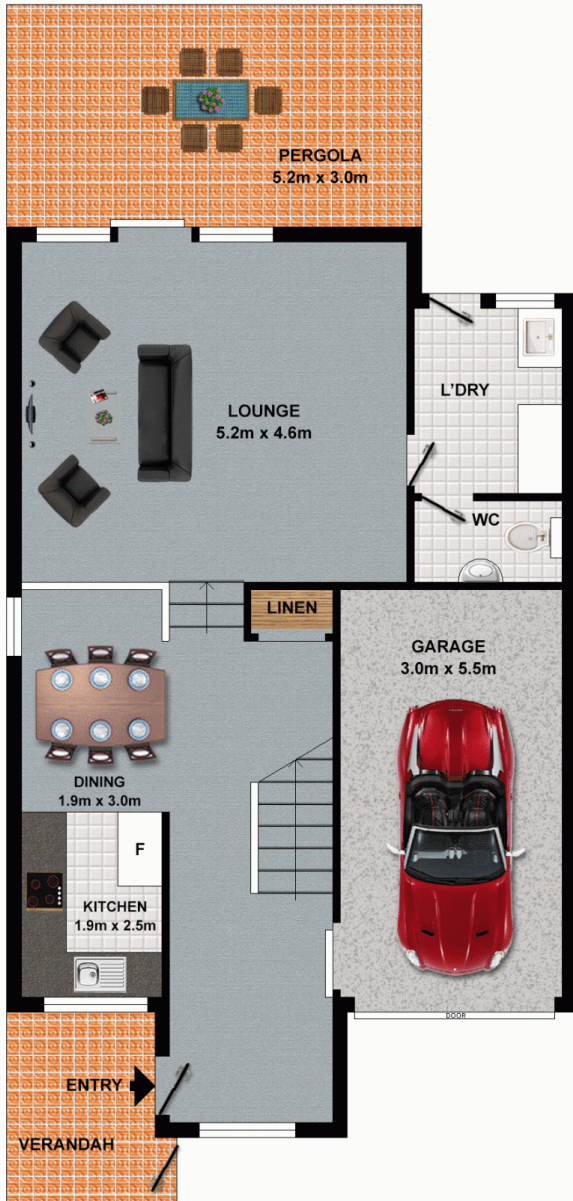 PERGOLA
5.2m x 3.0m
L'DRY
LOUNGE
5.2m x 4.6m
WC
LINEN
GARAGE
3.0m x 5.5m
DINING
1.9m x 3.0m
F
KITCHEN
1.9m x 2.5m
DOOR
ENTRY
VERANDAH